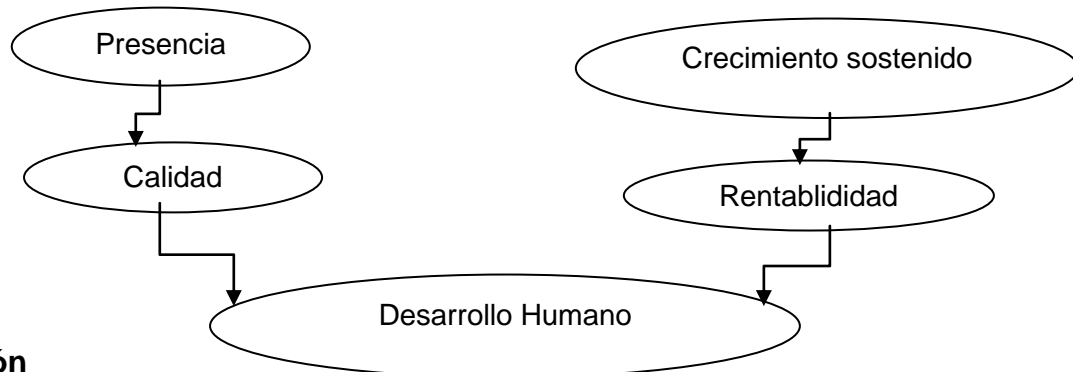 Presencia
Crecimiento sostenido
Calidad
Rentablididad
Desarrollo Humano
ón